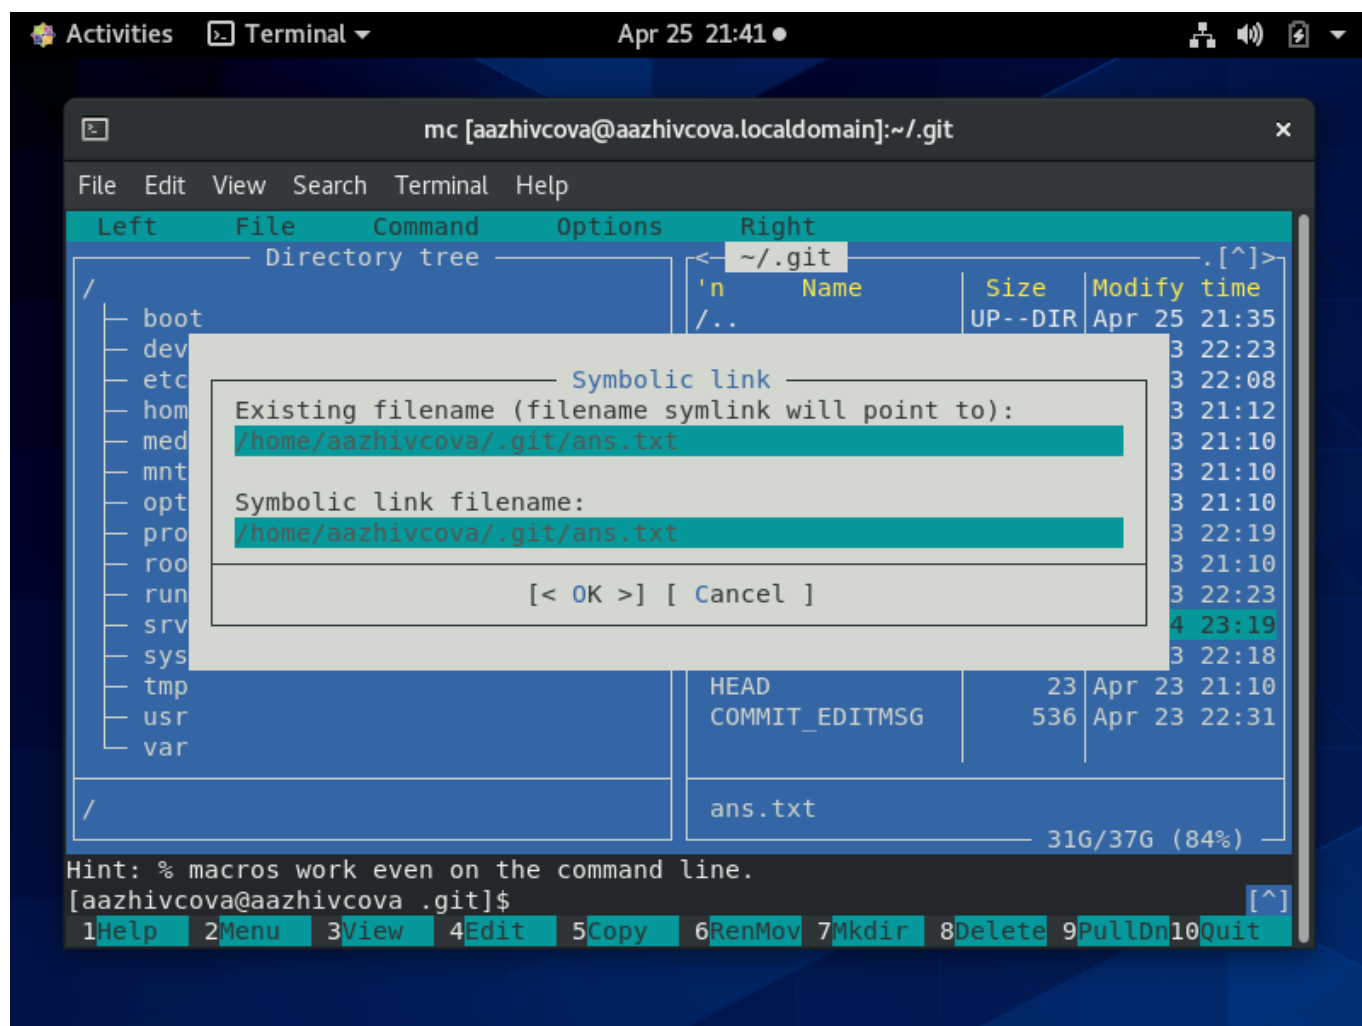 Activities Terminal Apr 25 21:41
mc [aazhivcova@aazhivcova.localdomain]:~/.git ×
File Edit View Search Terminal Help
Left File Command Options Right
Directory tree <─ ~/.git .[^]>
/ 'n Name Size Modify time
boot /.. UP--DIR Apr 25 21:35
dev 3 22:23
etc Symbolic link 3 22:08
hom Existing filename (filename symlink will point to): 3 21:12
med /home/aazhivcova/.git/ans.txt 3 21:10
mnt 3 21:10
opt Symbolic link filename: 3 21:10
pro /home/aazhivcova/.git/ans.txt 3 22:19
roo 3 21:10
run [< OK >] [ Cancel ] 3 22:23
srv 4 23:19
sys 3 22:18
tmp HEAD 23 Apr 23 21:10
usr COMMIT_EDITMSG 536 Apr 23 22:31
var
/ ans.txt
31G/37G (84%)
Hint: % macros work even on the command line.
[aazhivcova@aazhivcova .git]$ [^]
1Help 2Menu 3View 4Edit 5Copy 6RenMov 7Mkdir 8Delete 9PullDn 10Quit